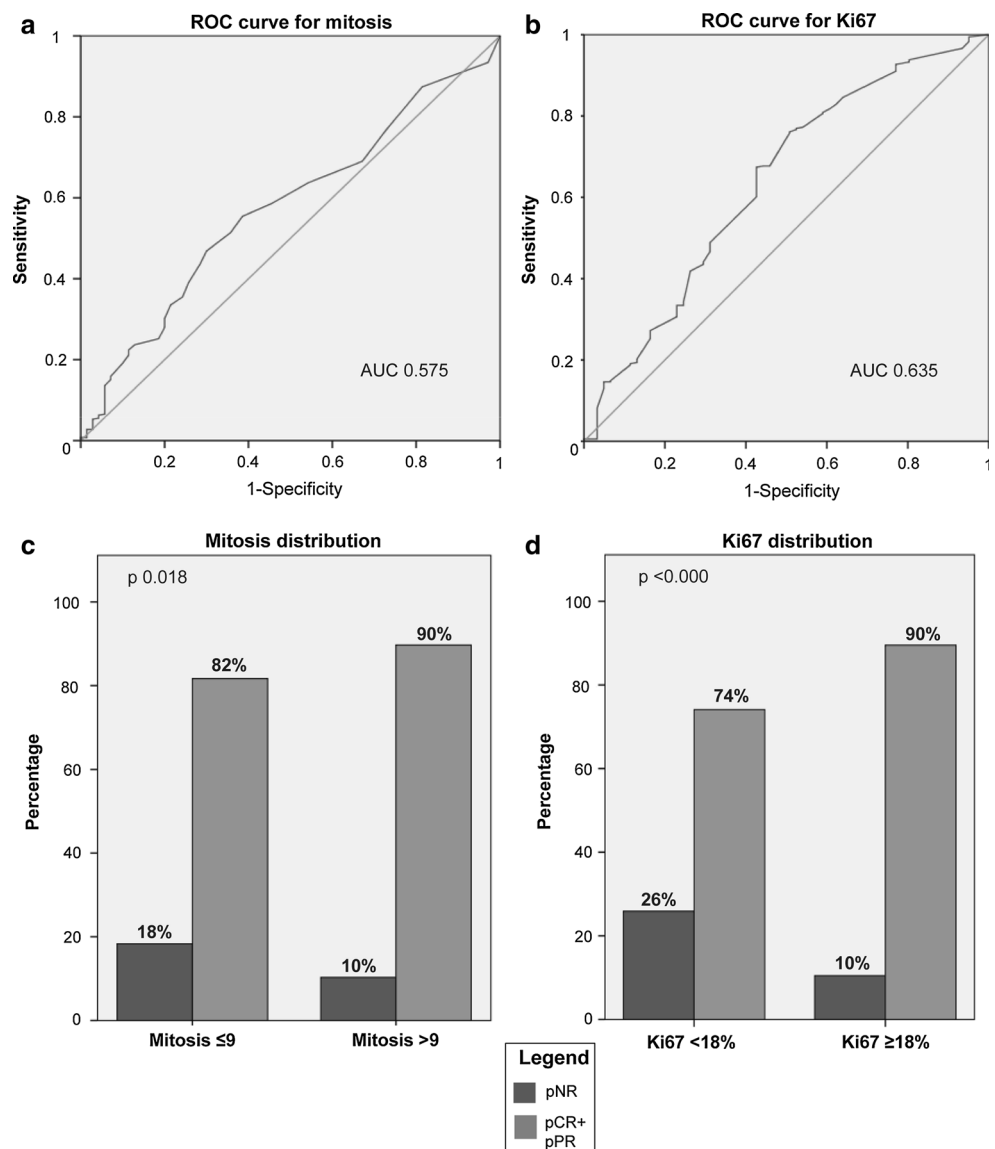 a
ROC curve for mitosis
1
0.8
0.6
0.4
0.2
0
0.2
0.4
0.6
0.8
1
Sensitivity
1-Specificity
AUC 0.575
b
ROC curve for Ki67
1
0.8
0.6
0.4
0.2
0
0.2
0.4
0.6
0.8
1
Sensitivity
1-Specificity
AUC 0.635
c
Mitosis distribution
p 0.018
100
80
60
40
20
0
Percentage
18%
82%
10%
90%
Mitosis ≤9
Mitosis >9
d
Ki67 distribution
p <0.000
100
80
60
40
20
0
Percentage
26%
74%
10%
90%
Ki67 <18%
Ki67 ≥18%
Legend
pNR
pCR+
pPR